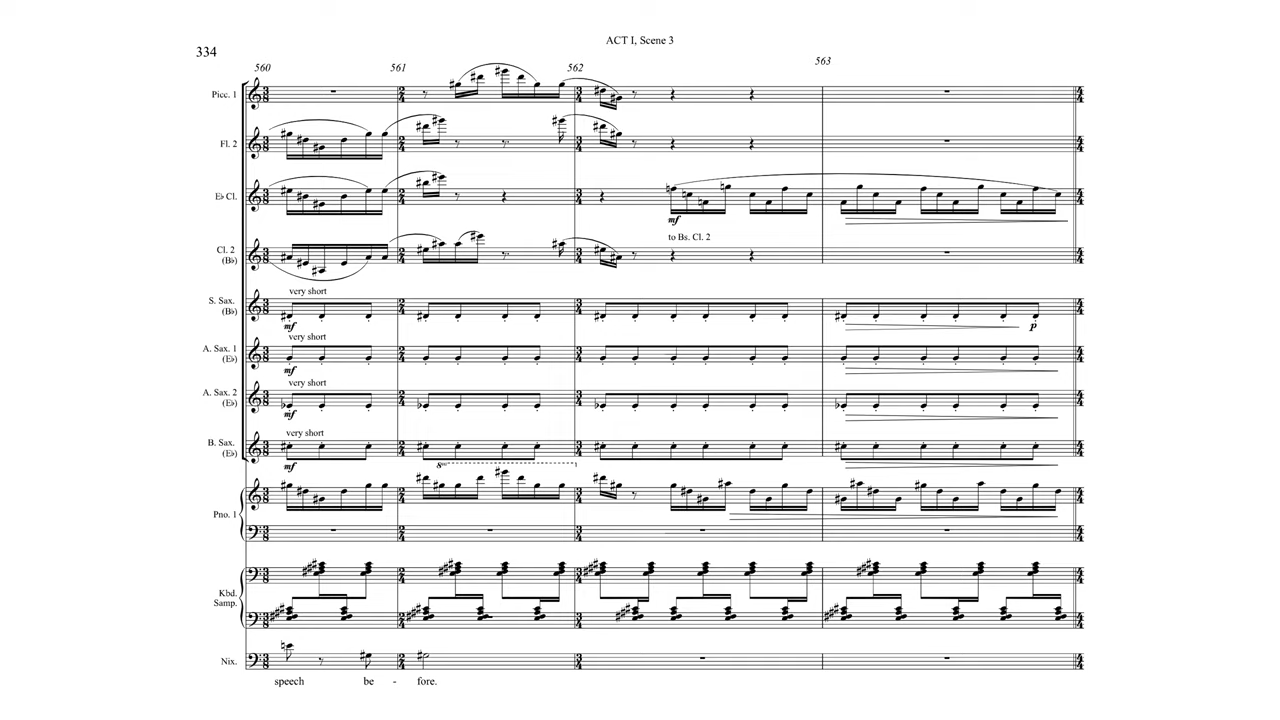 ACT I, Scene 3
334
560 561 562 563
Picc. 1
Fl. 2
E♭ Cl.
mf
to Bs. Cl. 2
Cl. 2
(B♭)
very short
S. Sax.
(B♭)
mf
p
very short
A. Sax. 1
(E♭)
mf
very short
A. Sax. 2
(E♭)
mf
very short
B. Sax.
(E♭)
mf
8va
Pno. 1
Kbd.
Samp.
Nix.
speech be - fore.